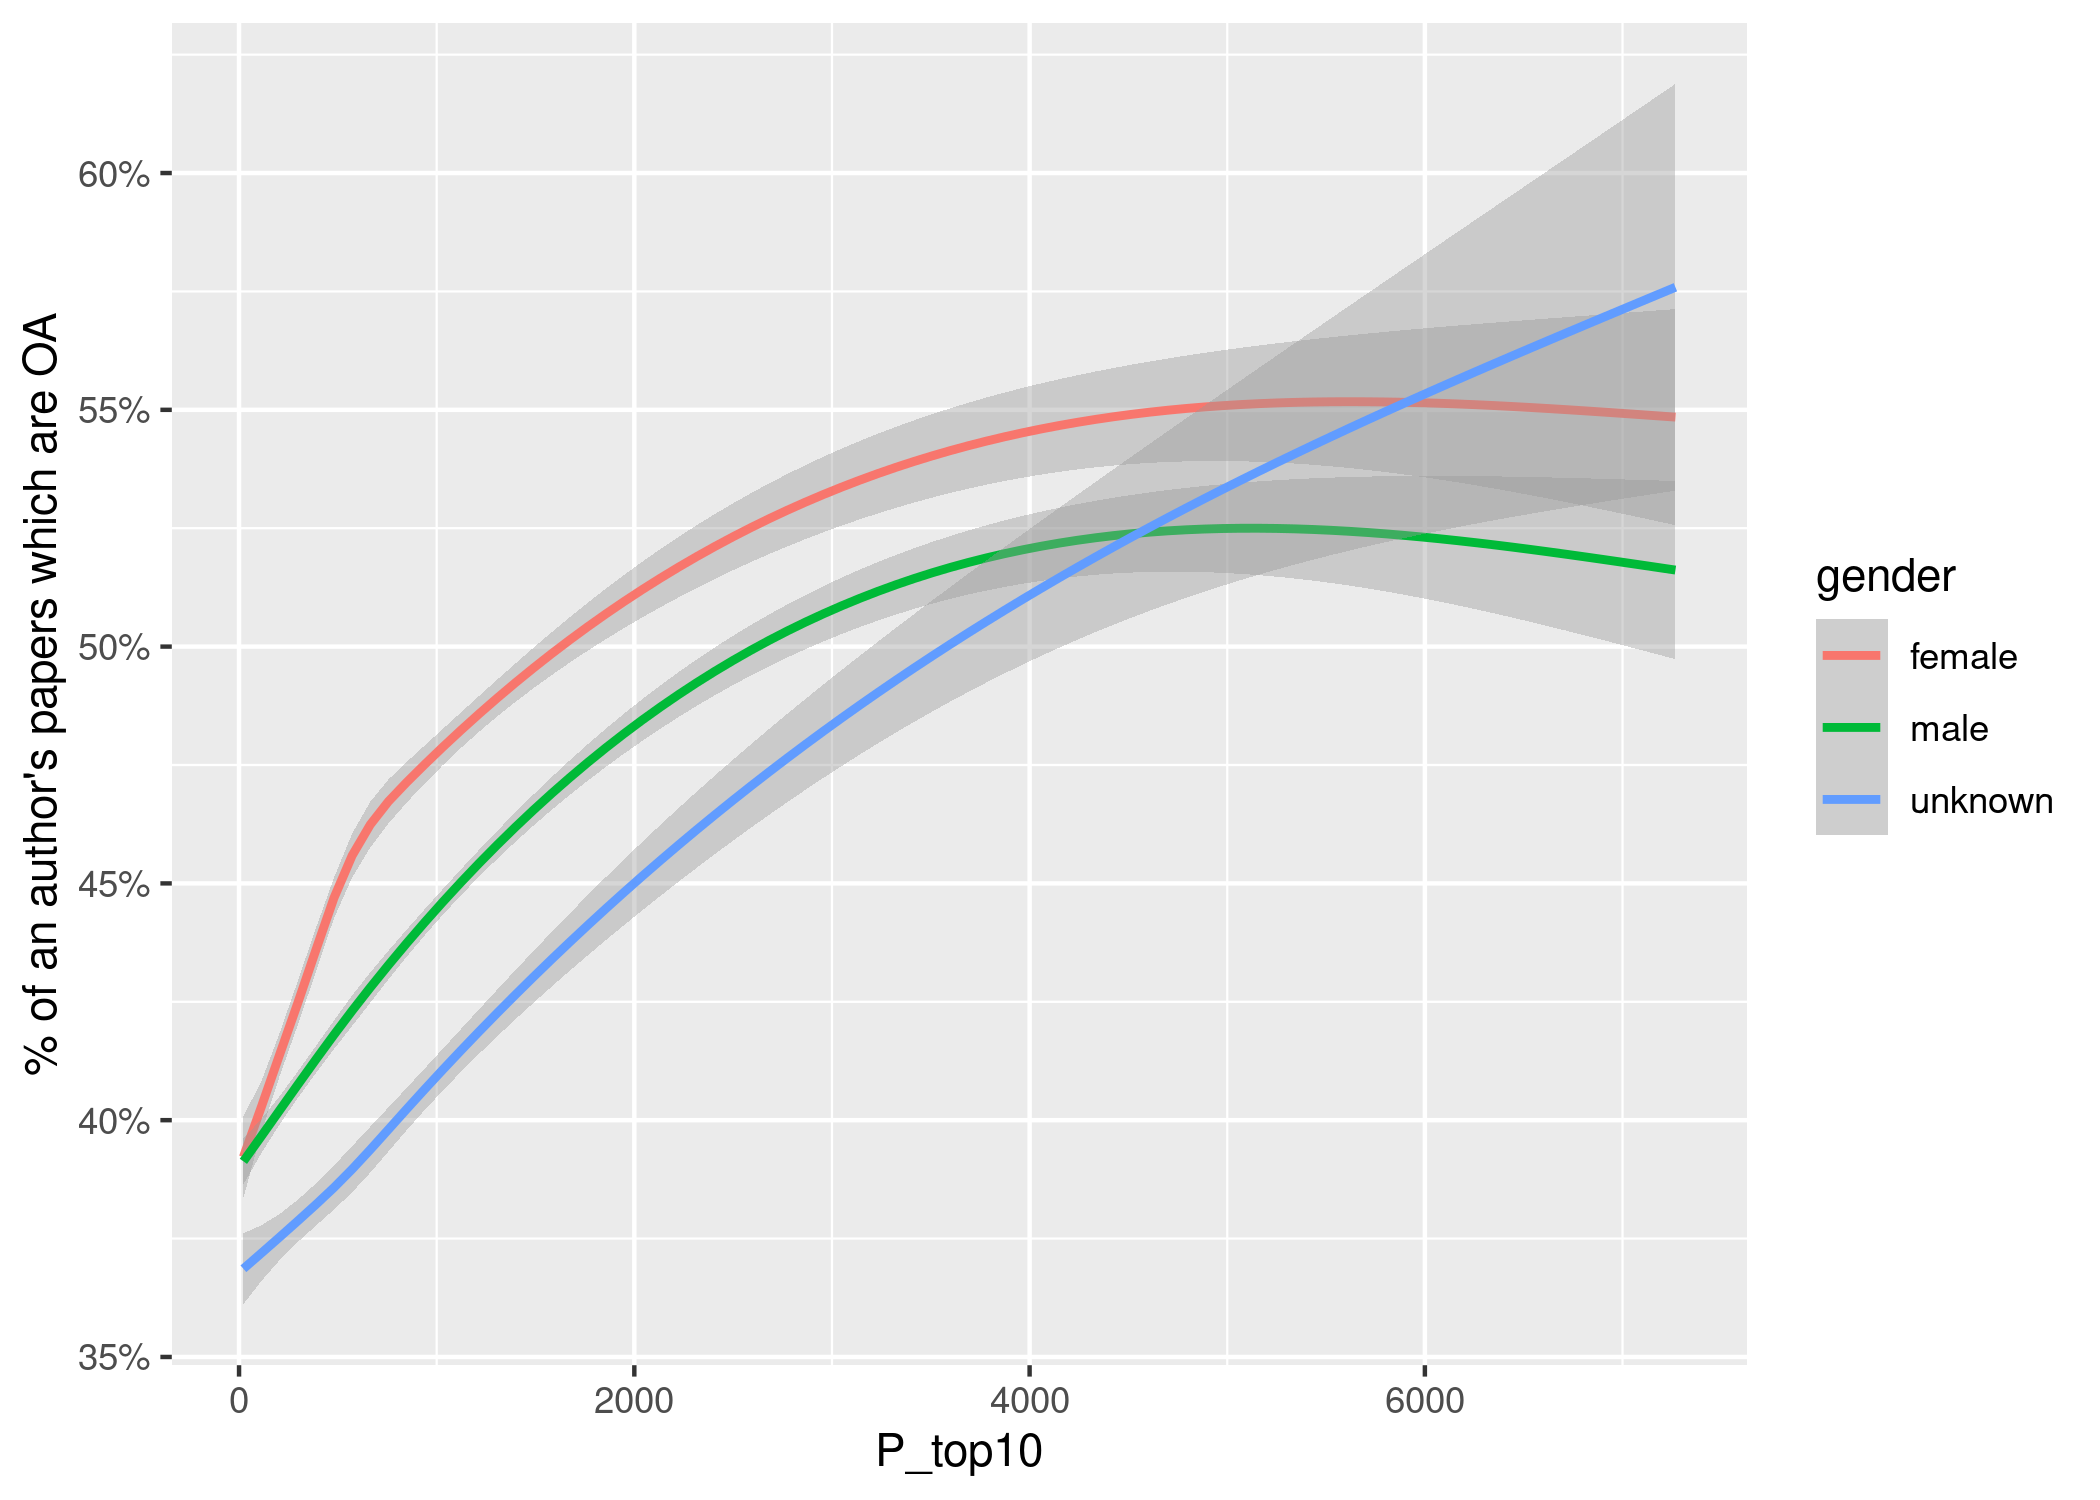 % of an author's papers which are OA
60%
55%
50%
45%
40%
35%
0 2000 4000 6000
P_top10
gender
female
male
unknown